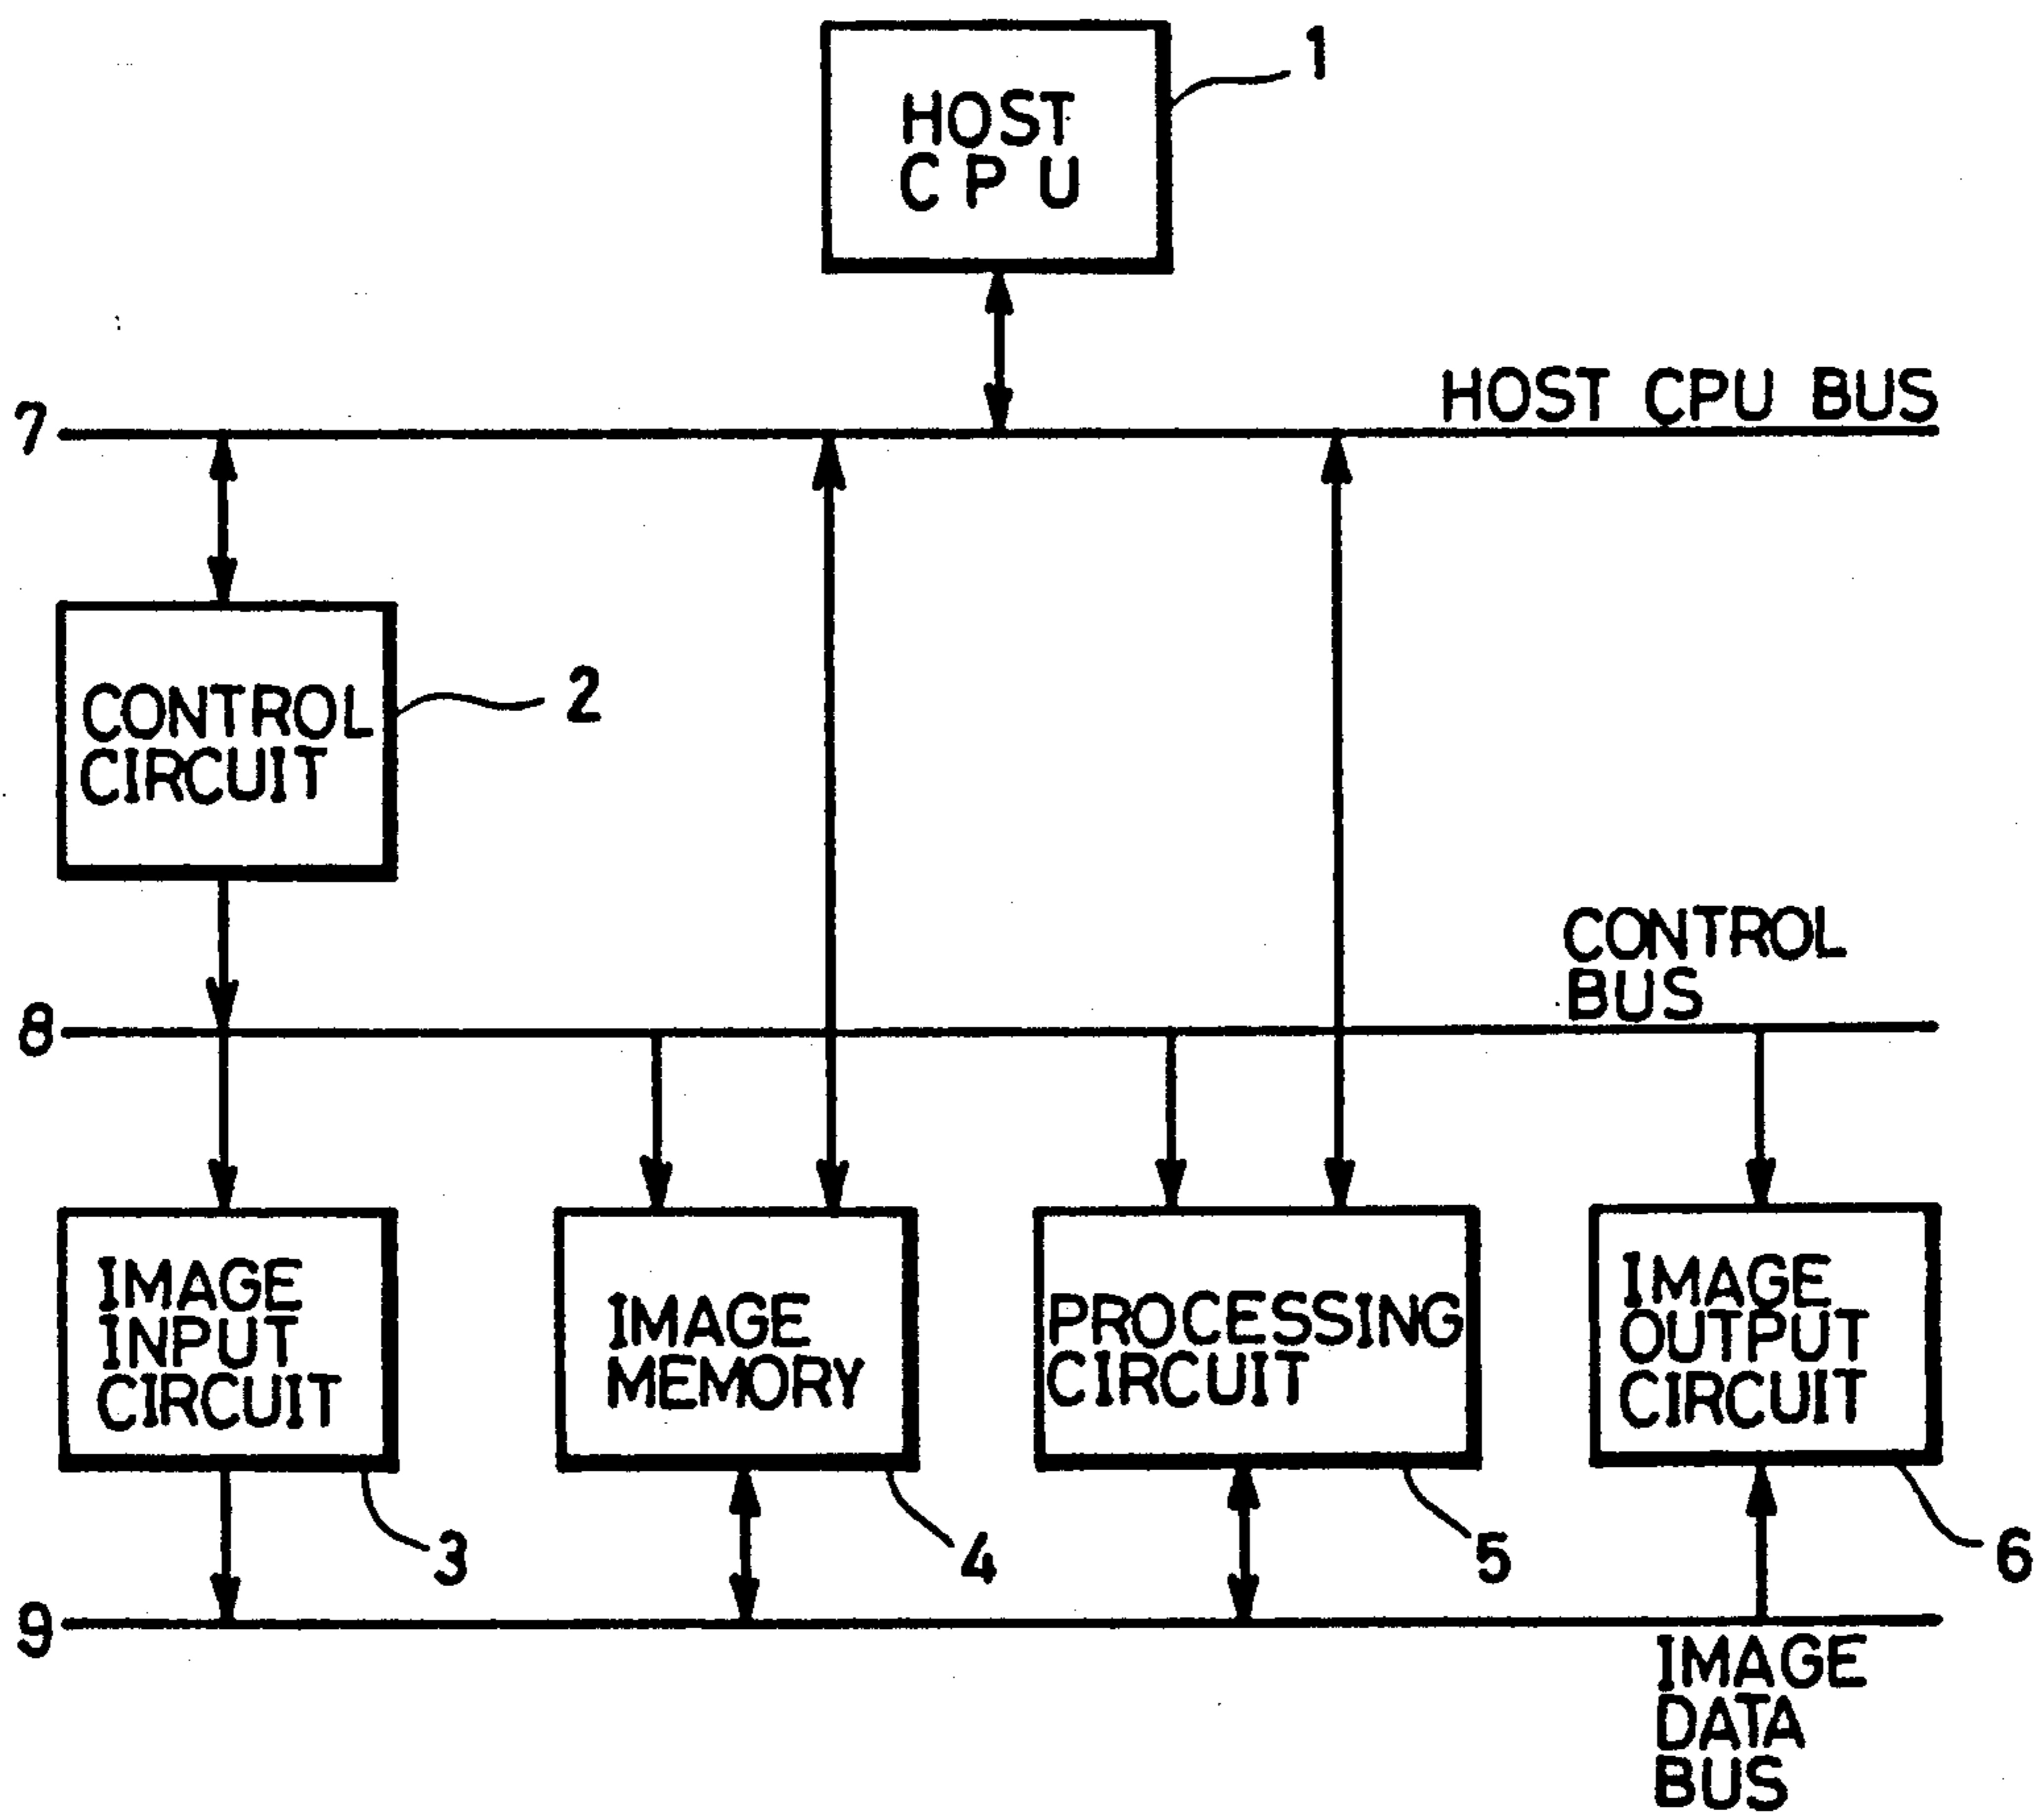 1
HOST
CPU
HOST CPU BUS
7
CONTROL
CIRCUIT
2
CONTROL
BUS
8
IMAGE
INPUT
CIRCUIT
IMAGE
MEMORY
PROCESSING
CIRCUIT
IMAGE
OUTPUT
CIRCUIT
3
4
5
6
9
IMAGE
DATA
BUS